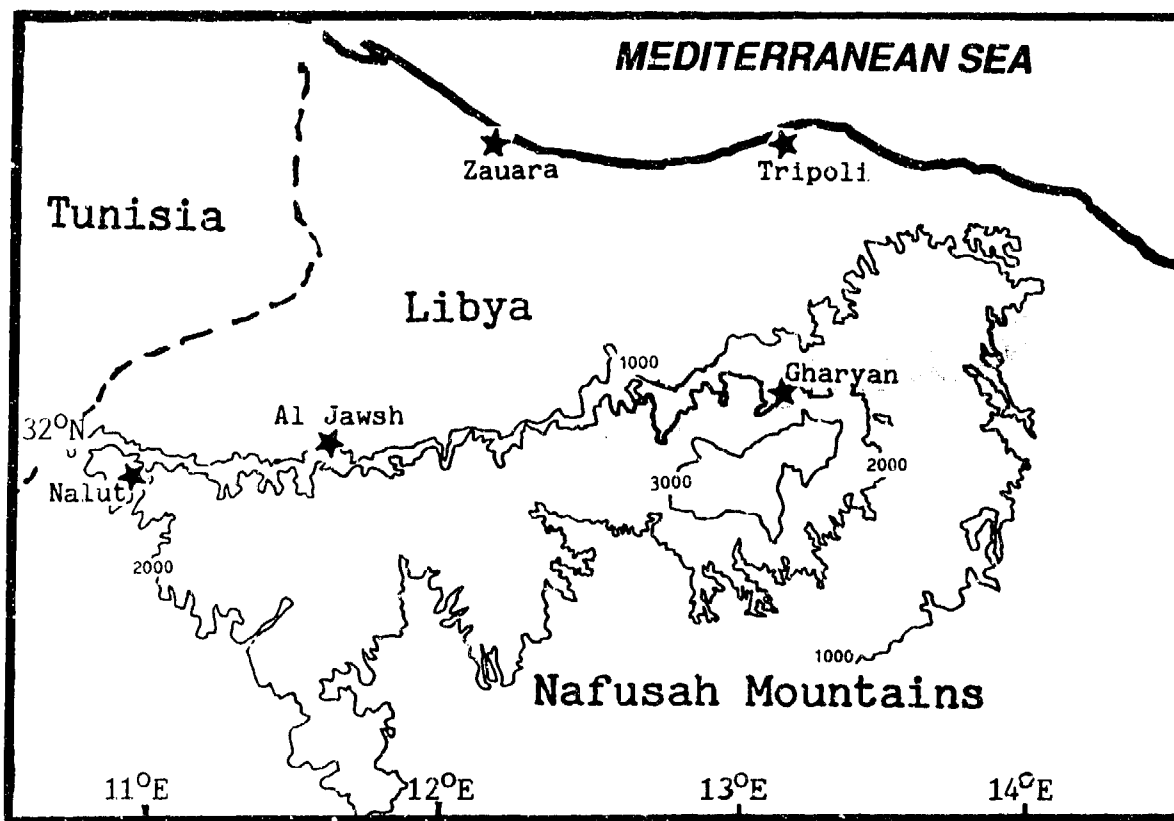 MEDITERRANEAN SEA
Zauara
Tripoli
Tunisia
Libya
1000
Gharyan
32°N
Al Jawsh
Nalut
3000
2000
2000
1000
Nafusah Mountains
11°E
12°E
13°E
14°E